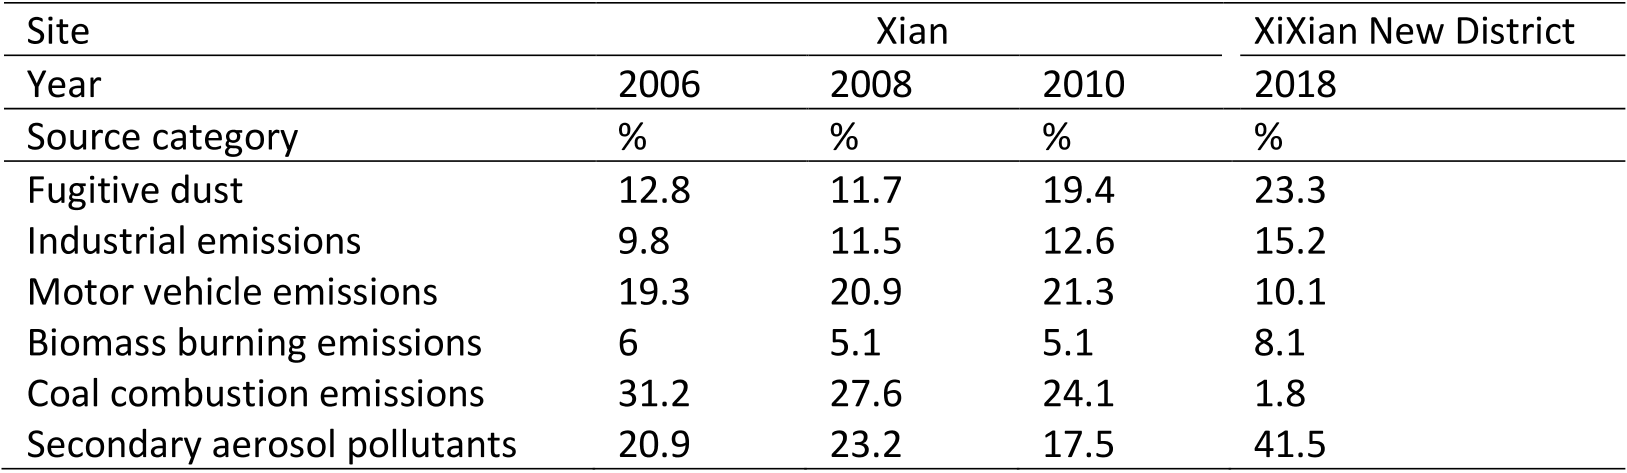 Site Xian XiXian New District
Year 2006 2008 2010 2018
Source category % % % %
Fugitive dust 12.8 11.7 19.4 23.3
Industrial emissions 9.8 11.5 12.6 15.2
Motor vehicle emissions 19.3 20.9 21.3 10.1
Biomass burning emissions 6 5.1 5.1 8.1
Coal combustion emissions 31.2 27.6 24.1 1.8
Secondary aerosol pollutants 20.9 23.2 17.5 41.5